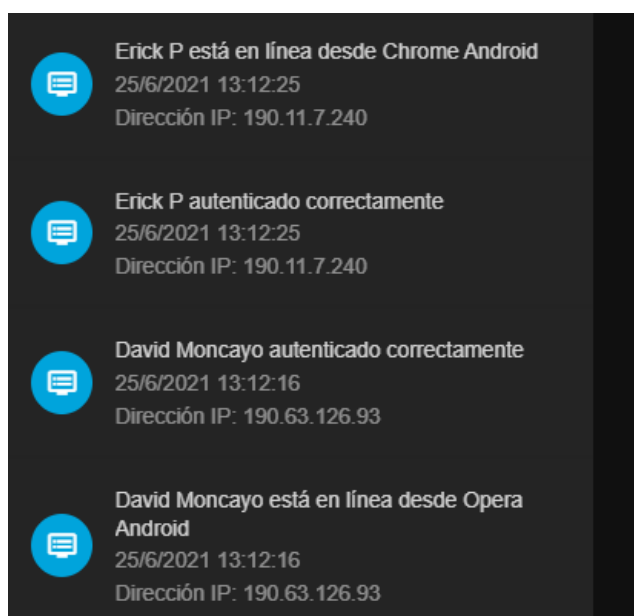 Erick P está en línea desde Chrome Android
25/6/2021 13:12:25
Dirección IP: 190.11.7.240
Erick P autenticado correctamente
25/6/2021 13:12:25
Dirección IP: 190.11.7.240
David Moncayo autenticado correctamente
25/6/2021 13:12:16
Dirección IP: 190.63.126.93
David Moncayo está en línea desde Opera
Android
25/6/2021 13:12:16
Dirección IP: 190.63.126.93